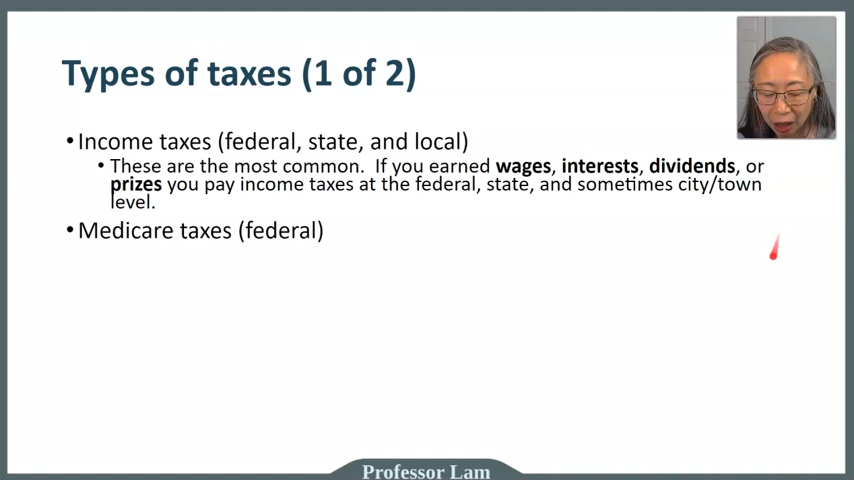 Types of taxes (1 of 2)
•Income taxes (federal, state, and local)
• These are the most common.  If you earned wages, interests, dividends, or
prizes you pay income taxes at the federal, state, and sometimes city/town
level.
•Medicare taxes (federal)
Professor Lam